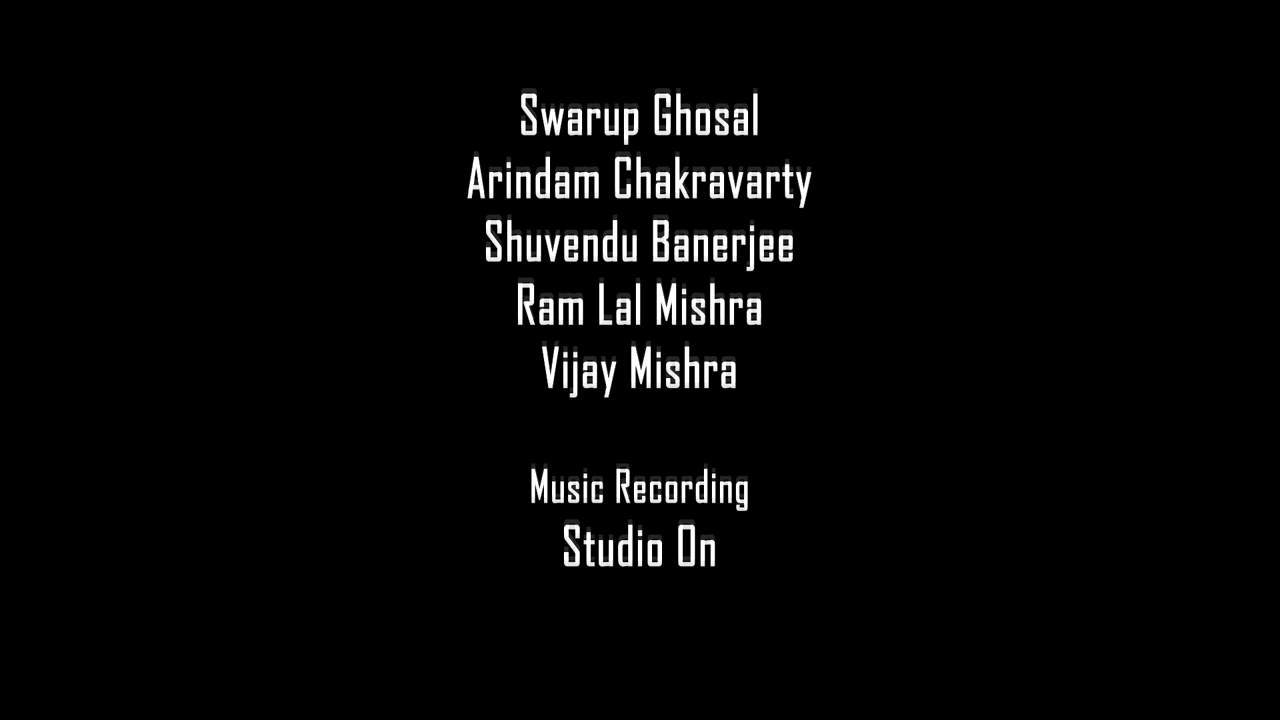 Swarup Ghosal
Arindam Chakravarty
Shuvendu Banerjee
Ram Lal Mishra
Vijay Mishra
Music Recording
Studio On